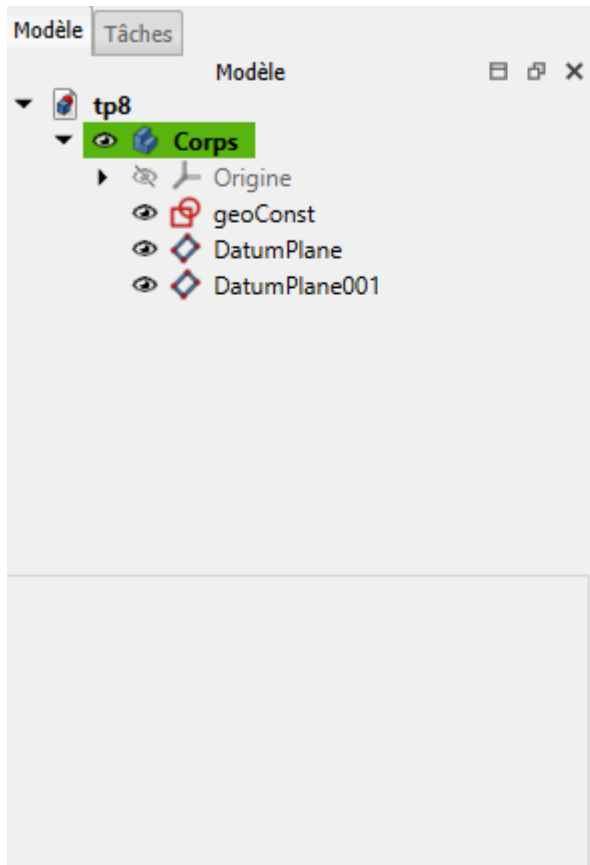 Modèle Tâches
Modèle
tp8
Corps
Origine
geoConst
DatumPlane
DatumPlane001